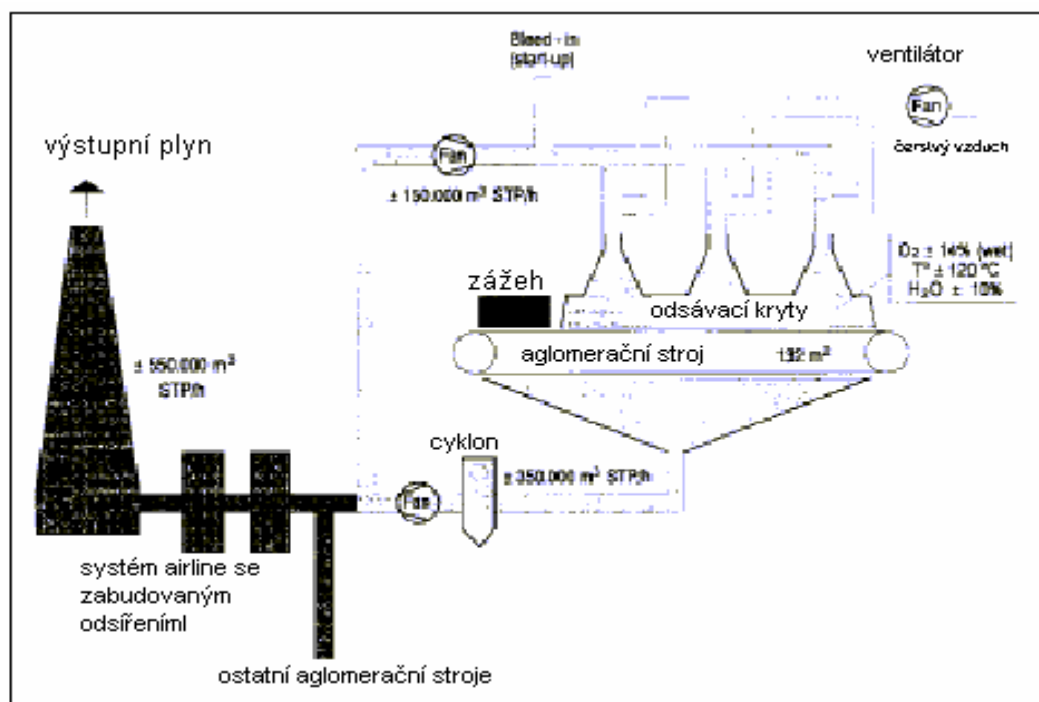 Bleed - in
(start-up)
ventilátor
Fan
čerstvý vzduch
výstupní plyn
Fan
± 150.000 m³ STP/h
O₂ ± 14% (wet)
T° ± 120 °C
H₂O ± 10%
zážeh
odsávací kryty
aglomerační stroj
± 550.000 m³
STP/h
cyklon
± 350.000 m³ STP/h
Fan
systém airline se
zabudovaným
odsířeníml
ostatní aglomerační stroje